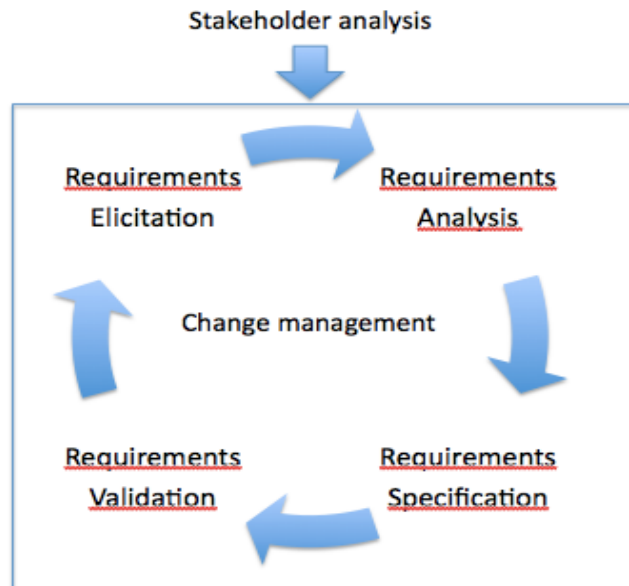 Stakeholder analysis
Requirements
Elicitation
Requirements
Analysis
Change management
Requirements
Validation
Requirements
Specification